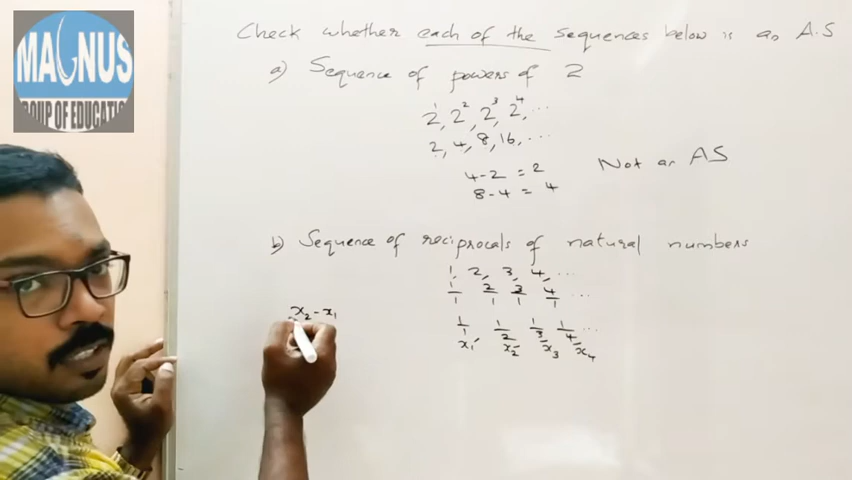 MAGNUS
GROUP OF EDUCATION
Check whether each of the sequences below is an A.S
a) Sequence of powers of 2
2¹, 2², 2³, 2⁴, ...
2, 4, 8, 16, ...
4-2 = 2
8-4 = 4
Not an AS
b) Sequence of reciprocals of natural numbers
1, 2, 3, 4, ...
1/1 2/1 3/1 4/1 ...
1/1 1/2 1/3 1/4 ...
x₁ x₂ x₃ x₄
x₂-x₁